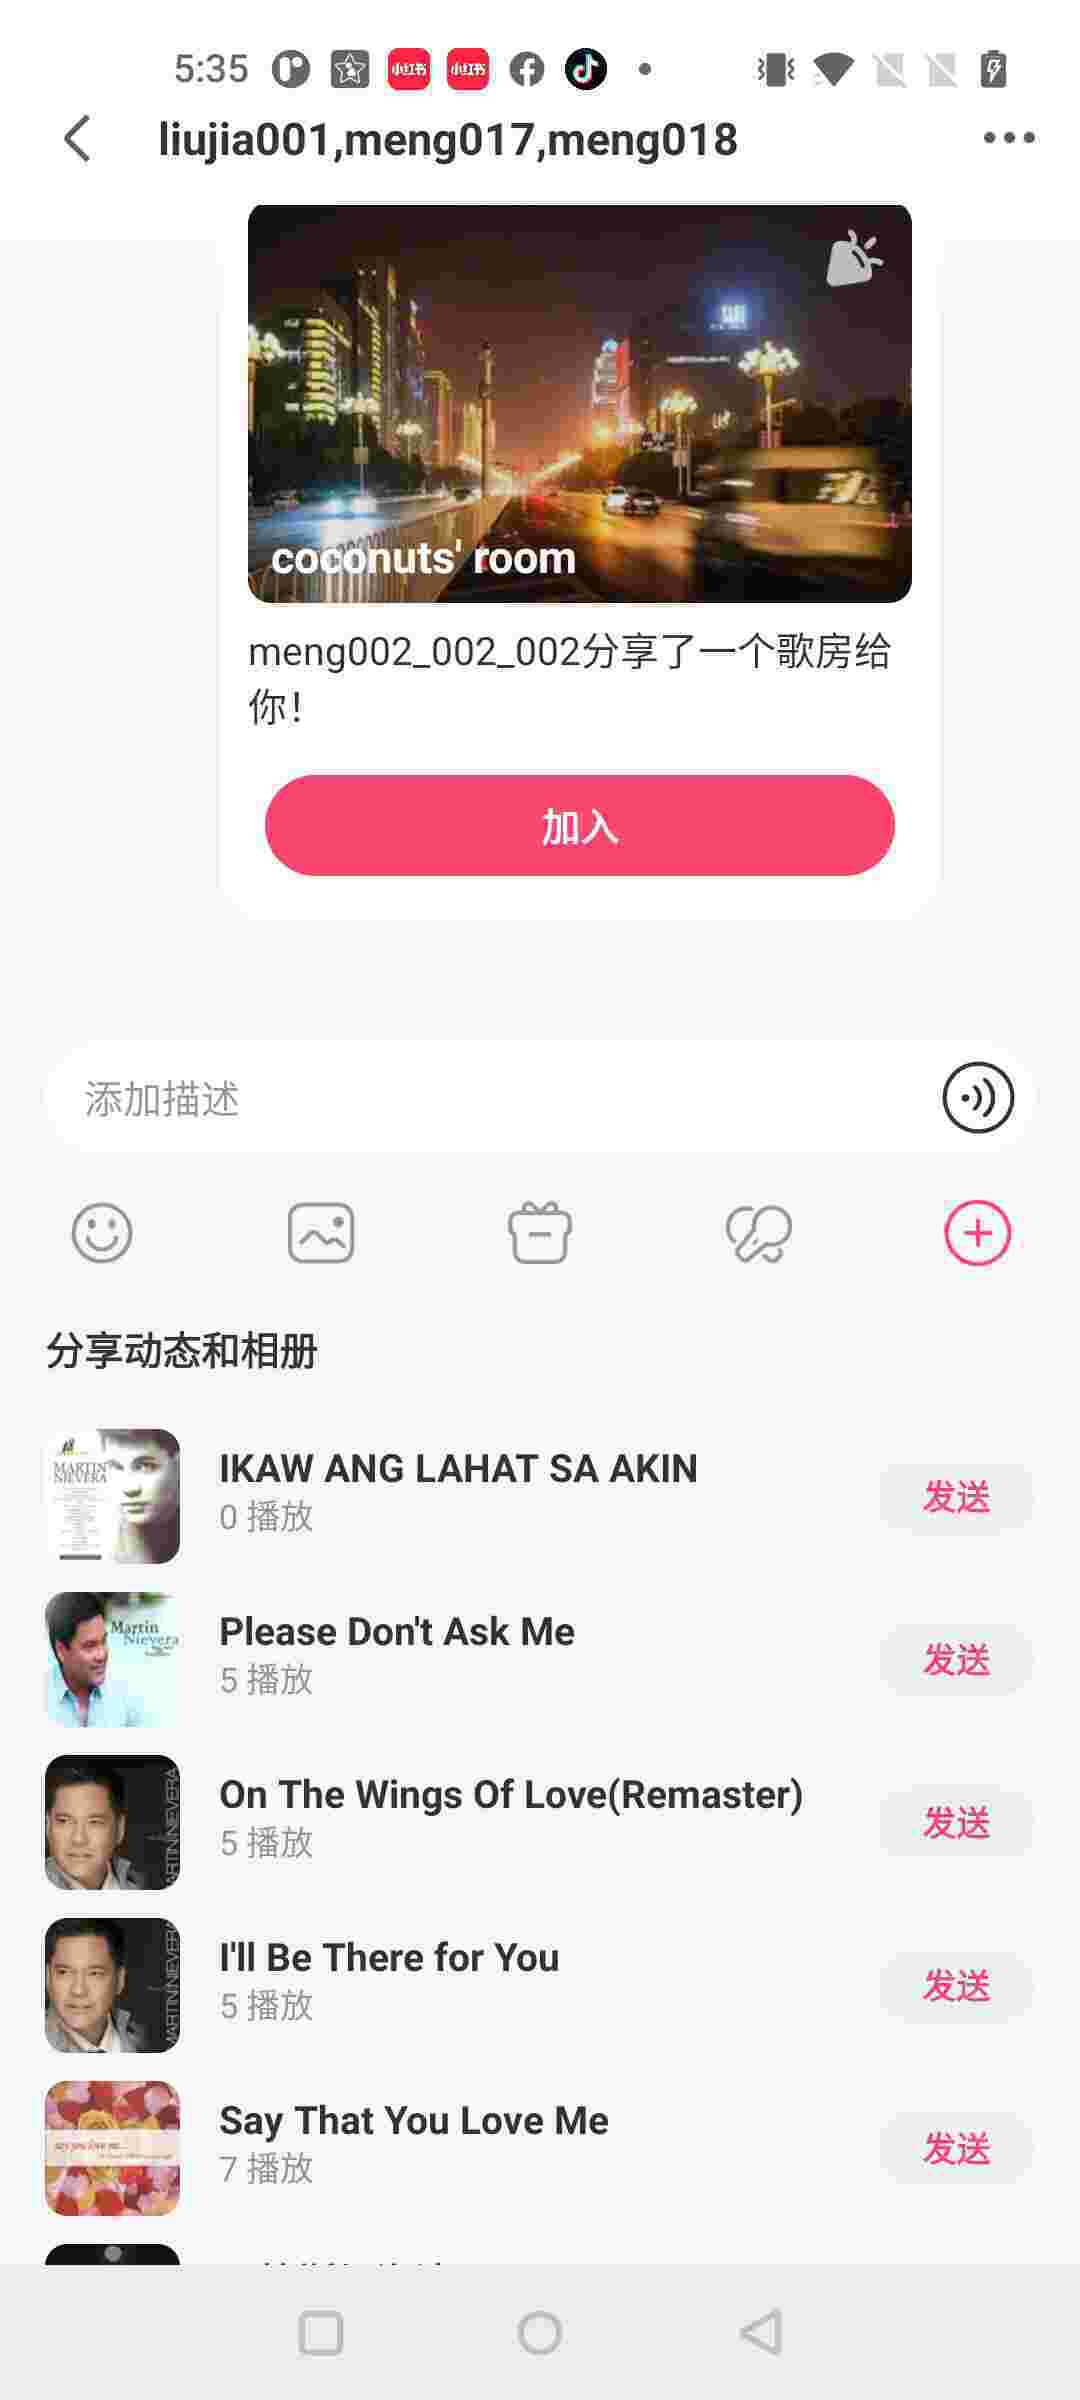 5:35
小红书 小红书
liujia001,meng017,meng018
coconuts' room
meng002_002_002分享了一个歌房给
你!
加入
添加描述
分享动态和相册
MARTIN
NIEVERA
IKAW ANG LAHAT SA AKIN
0 播放
发送
Martin
Nievera
Please Don't Ask Me
5 播放
发送
MARTIN NIEVERA
On The Wings Of Love(Remaster)
5 播放
发送
MARTIN NIEVERA
I'll Be There for You
5 播放
发送
say you love me...
Say That You Love Me
7 播放
发送